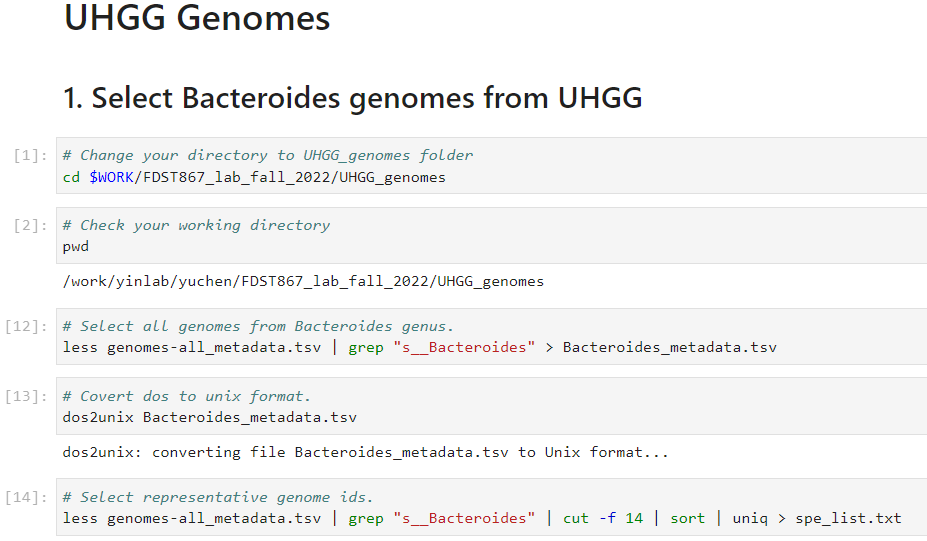 UHGG Genomes
1. Select Bacteroides genomes from UHGG
[1]: # Change your directory to UHGG_genomes folder
cd $WORK/FDST867_lab_fall_2022/UHGG_genomes
[2]: # Check your working directory
pwd
/work/yinlab/yuchen/FDST867_lab_fall_2022/UHGG_genomes
[12]: # Select all genomes from Bacteroides genus.
less genomes-all_metadata.tsv | grep "s__Bacteroides" > Bacteroides_metadata.tsv
[13]: # Covert dos to unix format.
dos2unix Bacteroides_metadata.tsv
dos2unix: converting file Bacteroides_metadata.tsv to Unix format...
[14]: # Select representative genome ids.
less genomes-all_metadata.tsv | grep "s__Bacteroides" | cut -f 14 | sort | uniq > spe_list.txt